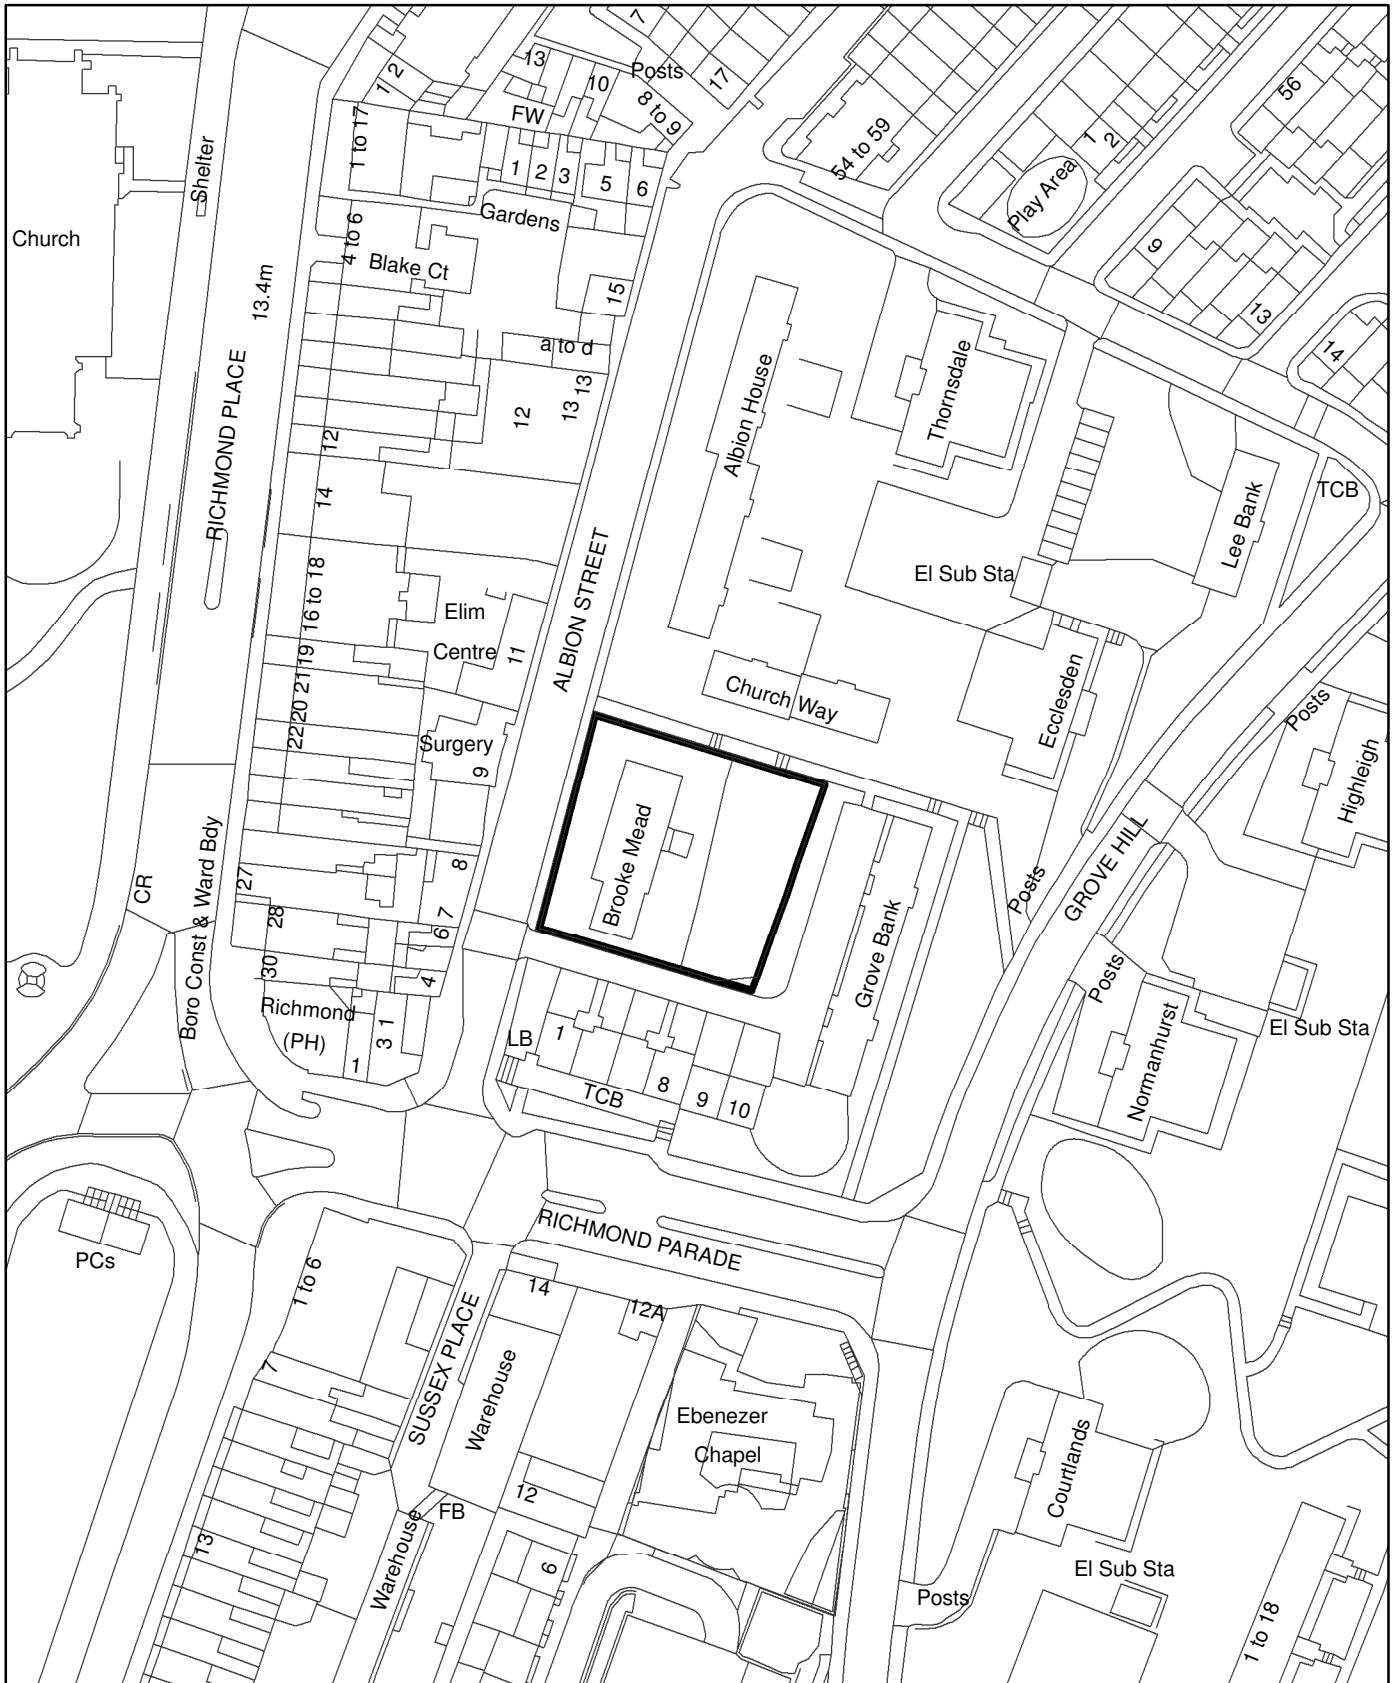 7
13
Posts
10
17
12
1 to 17
FW
8 to 9
54 to 59
1
2
56
Shelter
1
2
3
5
6
Play Area
Church
4 to 6
Gardens
9
Blake Ct
13.4m
15
13
a to d
14
RICHMOND PLACE
13
12
13
Albion House
Thornsdale
12
14
TCB
Lee Bank
El Sub Sta
16 to 18
Elim
Centre
11
ALBION STREET
19
21
20
22
Church Way
Ecclesden
Posts
Surgery
9
Highleigh
Brooke Mead
Boro Const & Ward Bdy
CR
27
8
28
7
6
Posts
GROVE HILL
Grove Bank
30
4
Richmond
(PH)
1
3
1
LB
1
8
9
10
TCB
Posts
Normanhurst
El Sub Sta
RICHMOND PARADE
PCs
1 to 6
14
12A
SUSSEX PLACE
7
Warehouse
Ebenezer
Chapel
Courtlands
12
FB
Warehouse
13
6
El Sub Sta
Posts
1 to 18